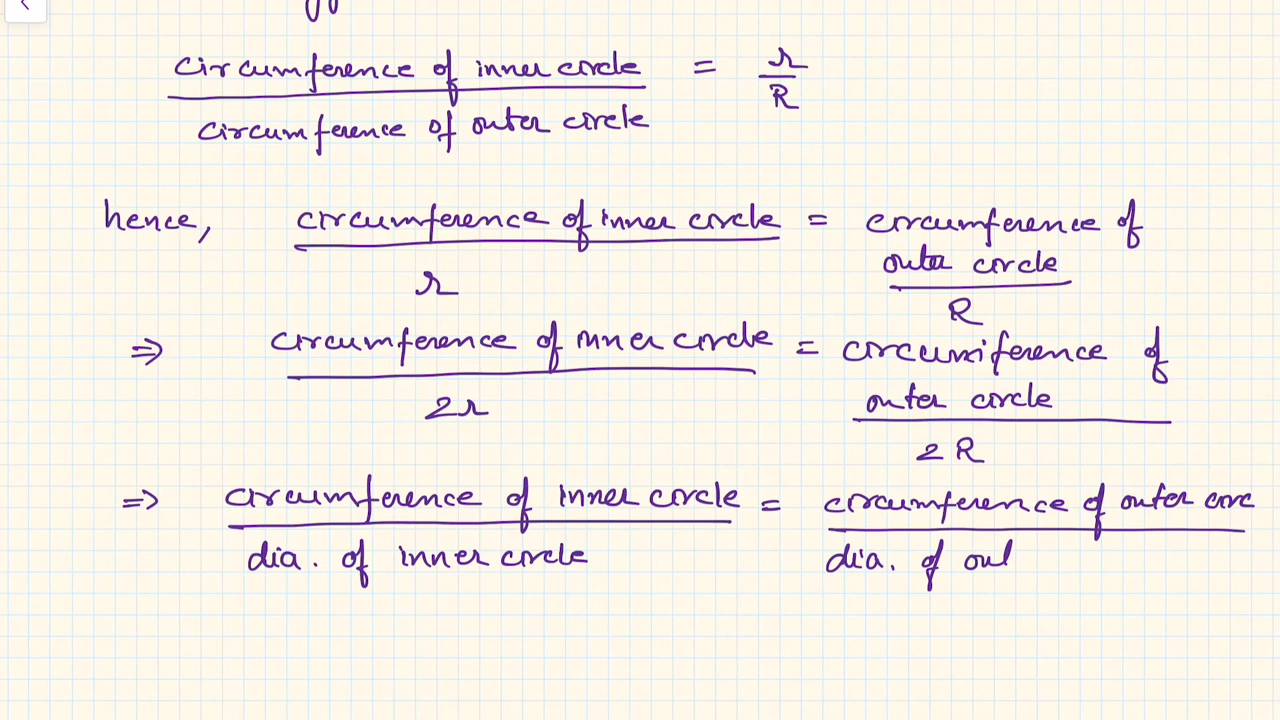 circumference of inner circle = r
circumference of outer circle R
hence, circumference of inner circle = circumference of
outer circle
r R
=> circumference of inner circle = circumference of
outer circle
2r 2 R
=> circumference of inner circle = circumference of outer circ
dia. of inner circle dia. of out